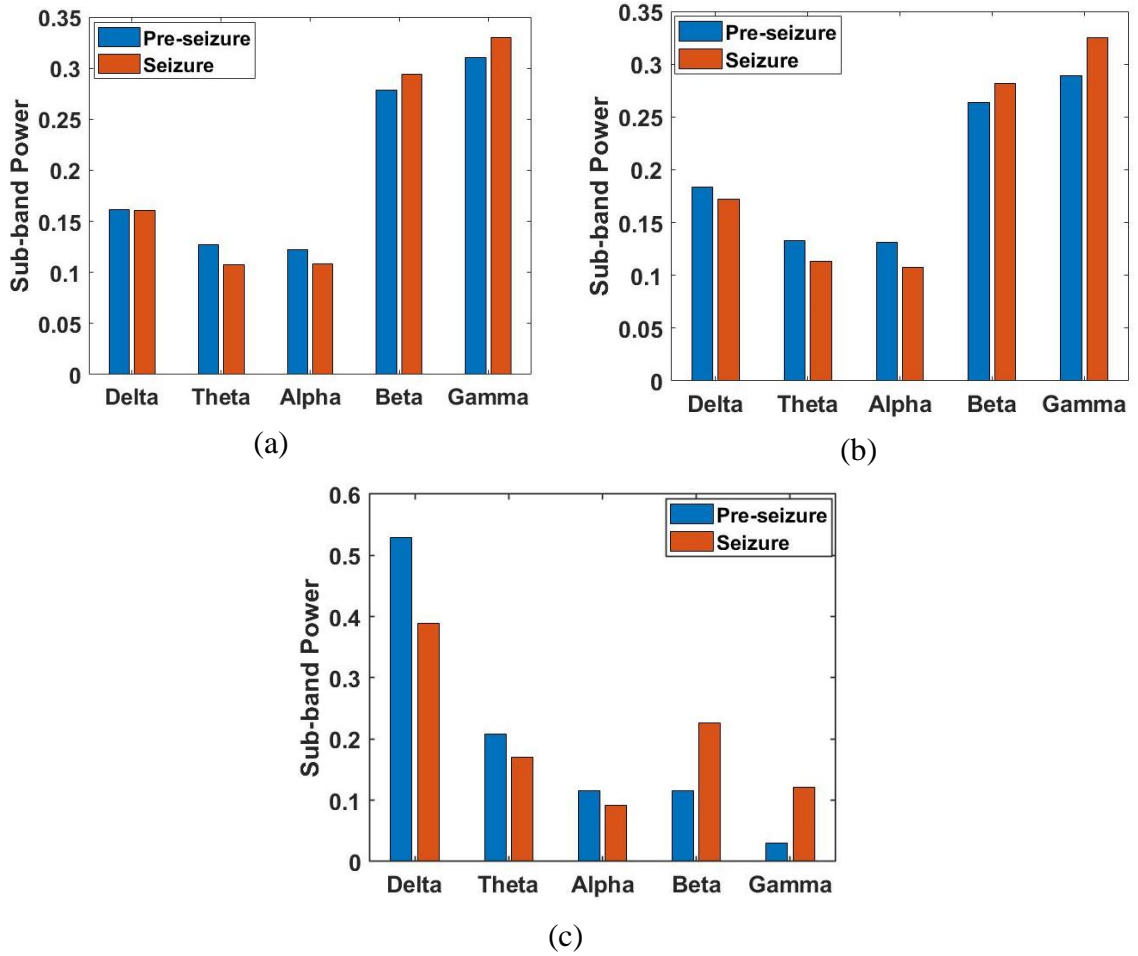 0.35
0.3
0.25
0.2
0.15
0.1
0.05
0
Sub-band Power
Pre-seizure
Seizure
Delta Theta Alpha Beta Gamma
(a)
0.35
0.3
0.25
0.2
0.15
0.1
0.05
0
Sub-band Power
Pre-seizure
Seizure
Delta Theta Alpha Beta Gamma
(b)
0.6
0.5
0.4
0.3
0.2
0.1
0
Sub-band Power
Pre-seizure
Seizure
Delta Theta Alpha Beta Gamma
(c)